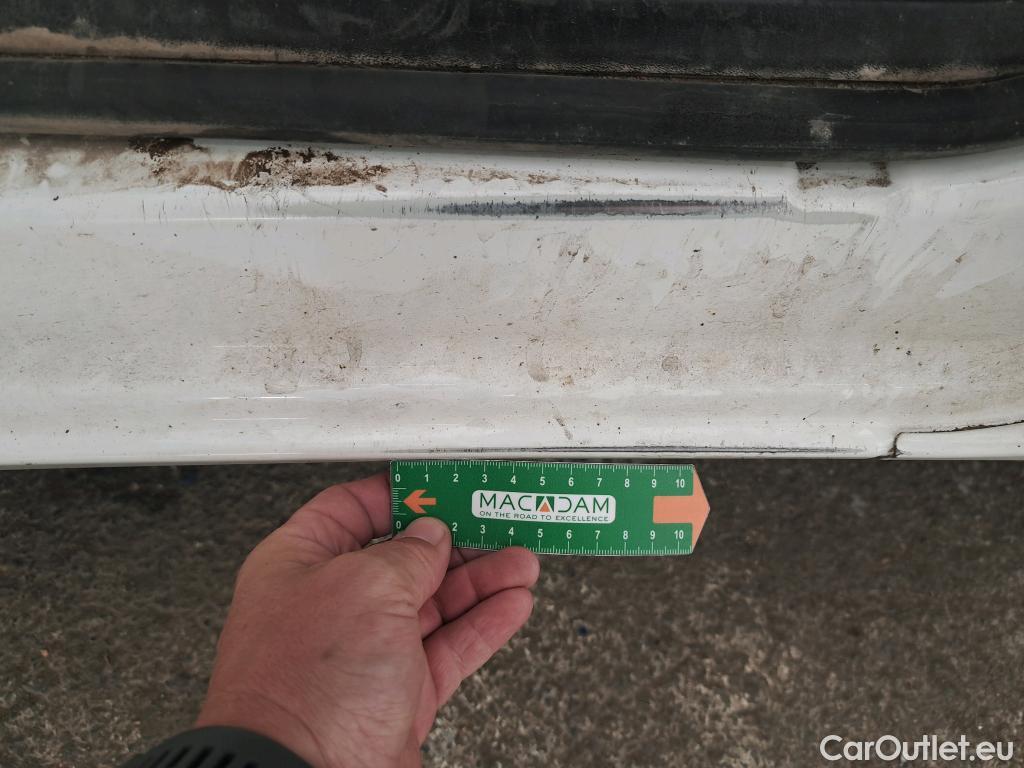 0 1 2 3 4 5 6 7 8 9 10
MACADAM
ON THE ROAD TO EXCELLENCE
0 2 3 4 5 6 7 8 9 10
CarOutlet.eu